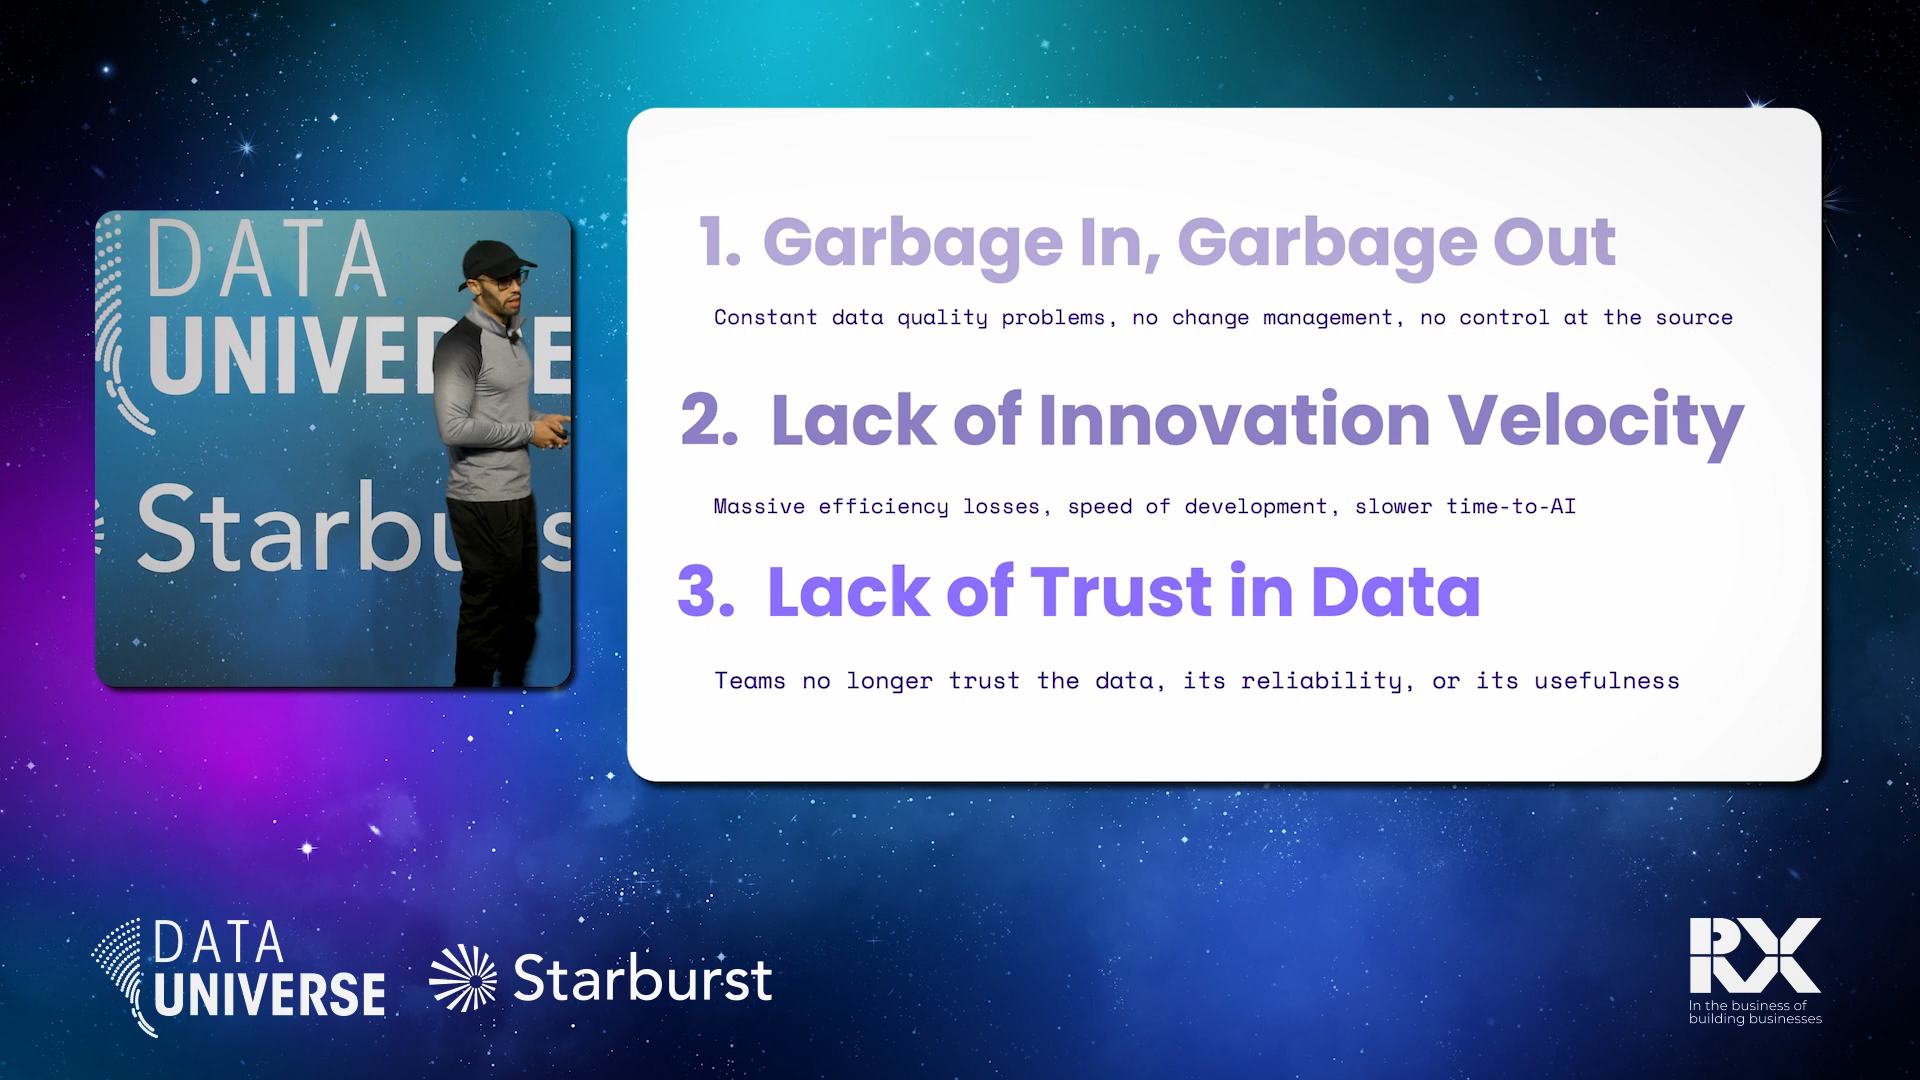 DATA
UNIVE E
Starbu s
1. Garbage In, Garbage Out
Constant data quality problems, no change management, no control at the source
2. Lack of Innovation Velocity
Massive efficiency losses, speed of development, slower time-to-AI
3. Lack of Trust in Data
Teams no longer trust the data, its reliability, or its usefulness
DATA
UNIVERSE
Starburst
RX
In the business of
building businesses